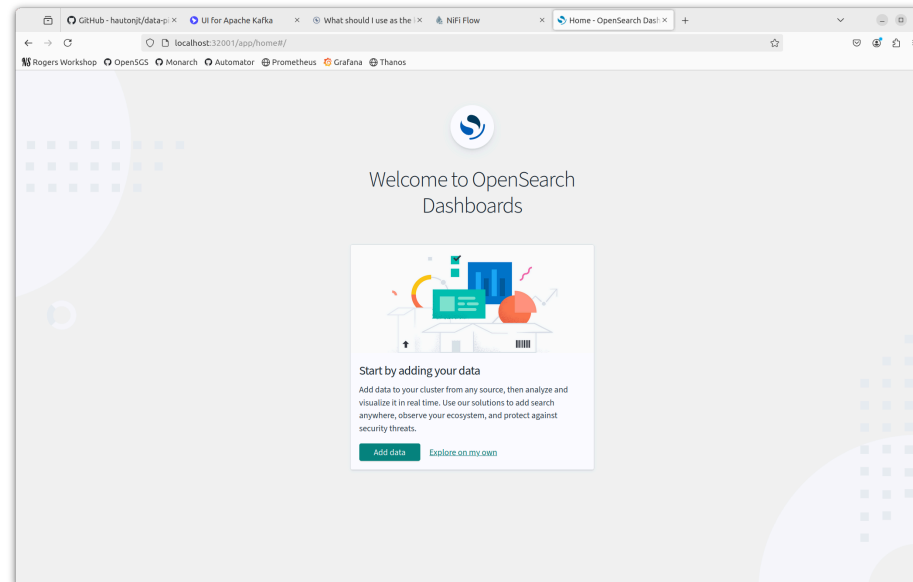 GitHub - hautonjt/data-pi
UI for Apache Kafka
What should I use as the i
NiFi Flow
Home - OpenSearch Dash
localhost:32001/app/home#/
Rogers Workshop
Open5GS
Monarch
Automator
Prometheus
Grafana
Thanos
Welcome to OpenSearch
Dashboards
Start by adding your data
Add data to your cluster from any source, then analyze and
visualize it in real time. Use our solutions to add search
anywhere, observe your ecosystem, and protect against
security threats.
Add data
Explore on my own